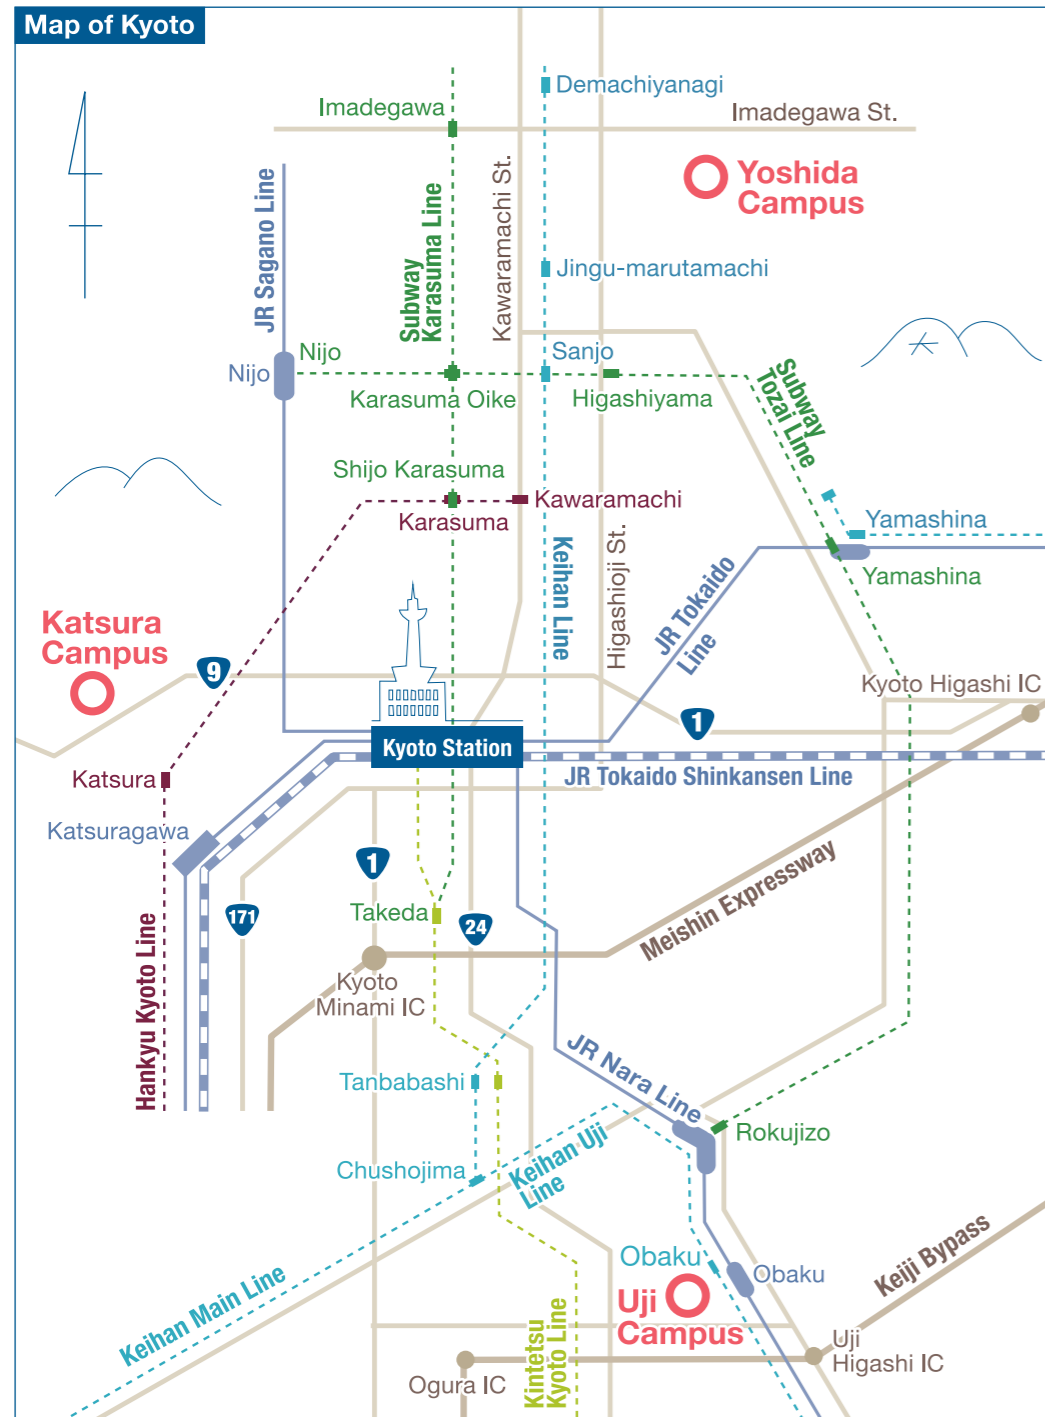 Map of Kyoto
Demachiyanagi
Imadegawa
Imadegawa St.
Yoshida
Campus
Kawaramachi St.
JR Sagano Line
Subway
Karasuma Line
Jingu-marutamachi
Nijo
Nijo
Sanjo
Karasuma Oike
Higashiyama
Subway
Tozai Line
Shijo Karasuma
Karasuma
Kawaramachi
Yamashina
Yamashina
Keihan Line
Higashioji St.
JR Tokaido
Line
Katsura
Campus
9
Kyoto Higashi IC
1
Kyoto Station
JR Tokaido Shinkansen Line
Katsura
Katsuragawa
1
171
Takeda
24
Meishin Expressway
Hankyu Kyoto Line
Kyoto
Minami IC
JR Nara Line
Tanbabashi
Rokujizo
Chushojima
Keihan Uji
Line
Keihan Main Line
Obaku
Obaku
Keiji Bypass
Uji
Campus
Kintetsu
Kyoto Line
Uji
Higashi IC
Ogura IC